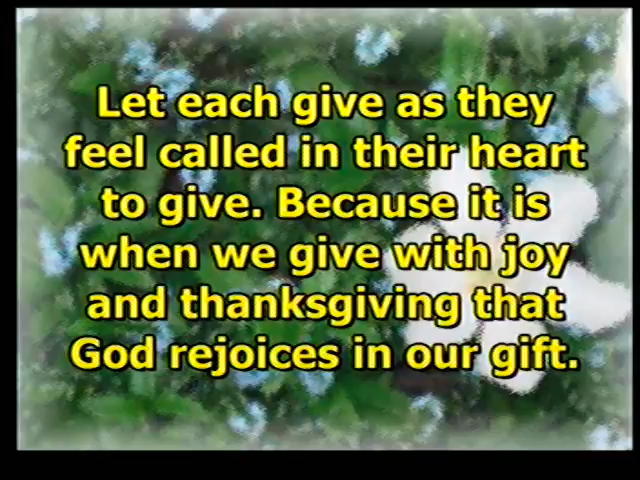 Let each give as they
feel called in their heart
to give. Because it is
when we give with joy
and thanksgiving that
God rejoices in our gift.